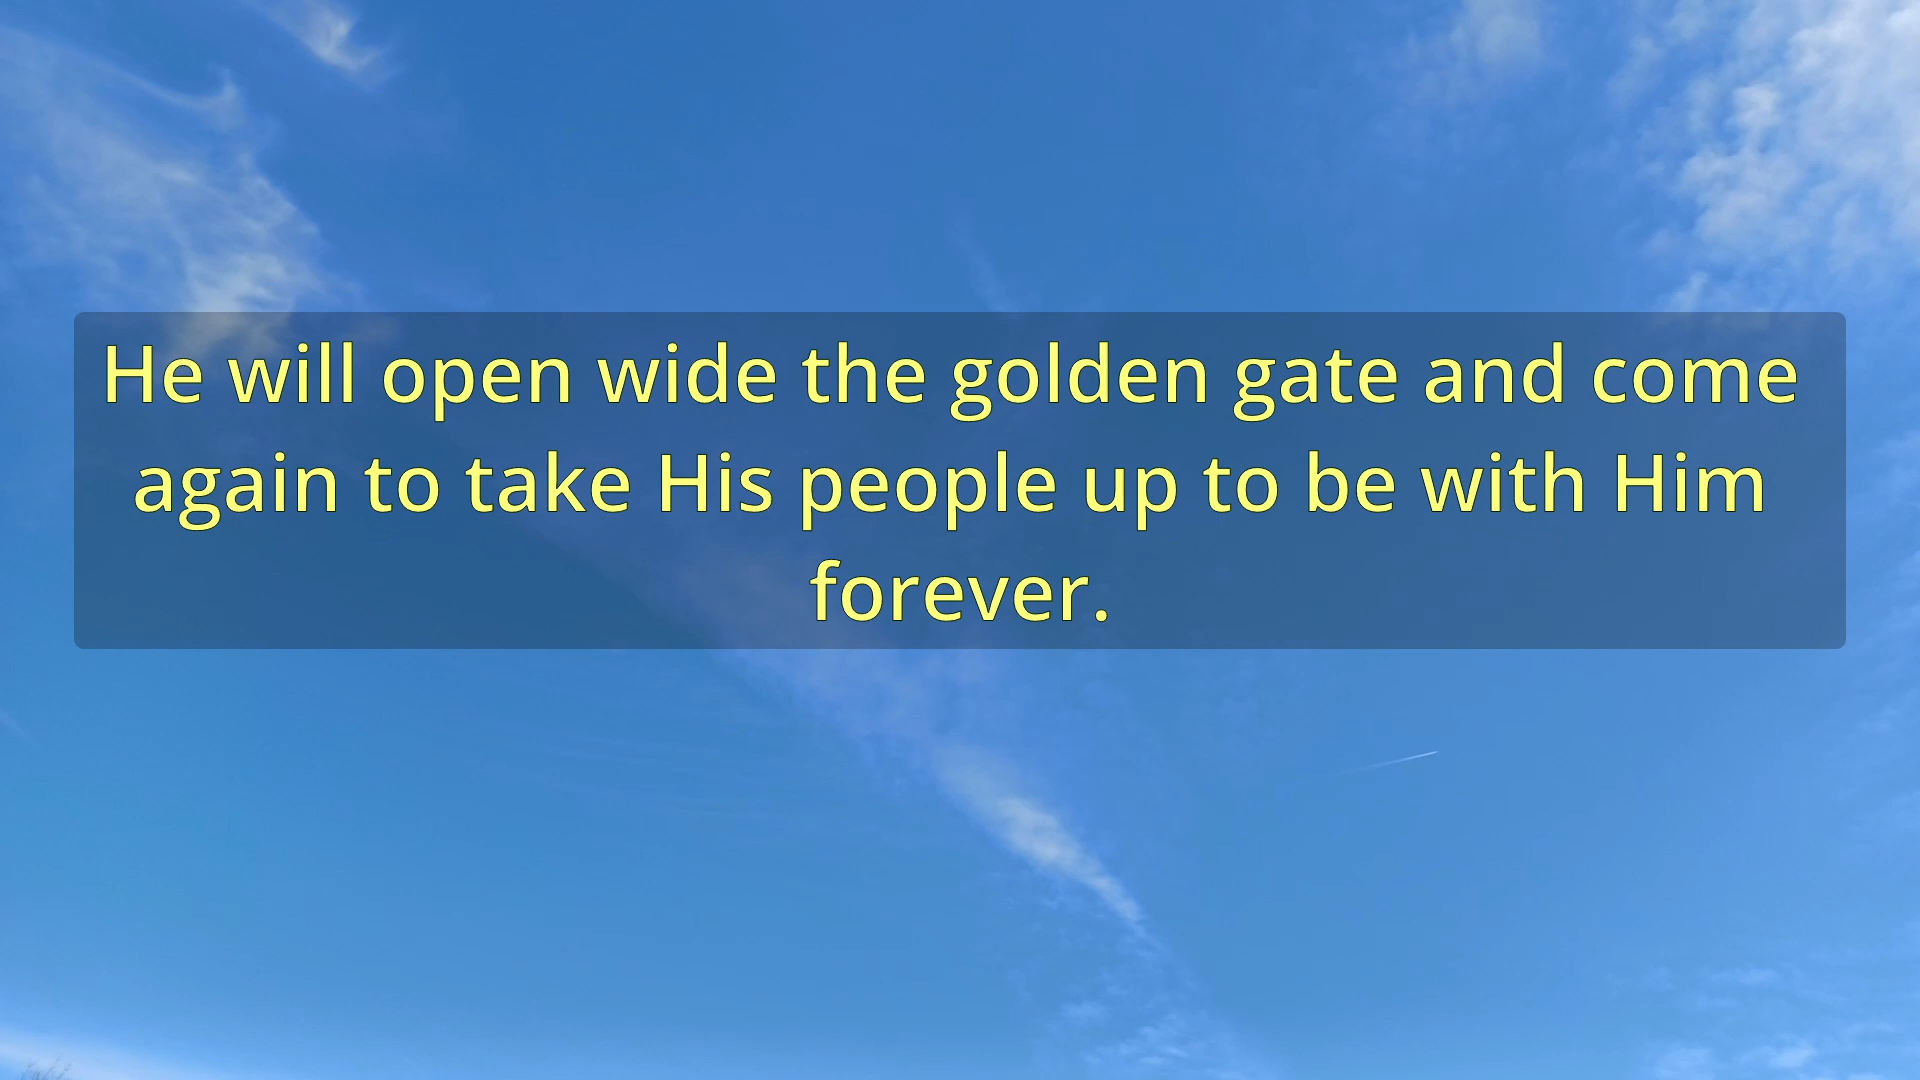 He will open wide the golden gate and come
again to take His people up to be with Him
forever.